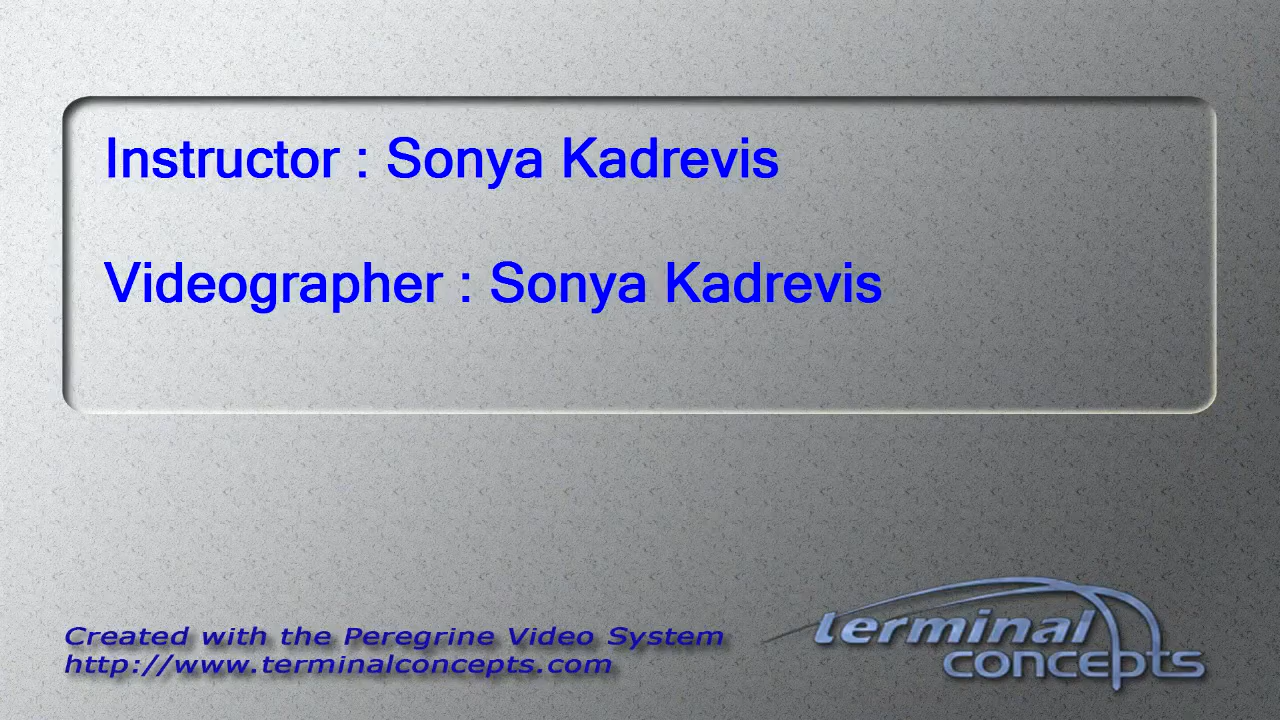 Instructor : Sonya Kadrevis
Videographer : Sonya Kadrevis
Created with the Peregrine Video System
http://www.terminalconcepts.com
terminal
concepts